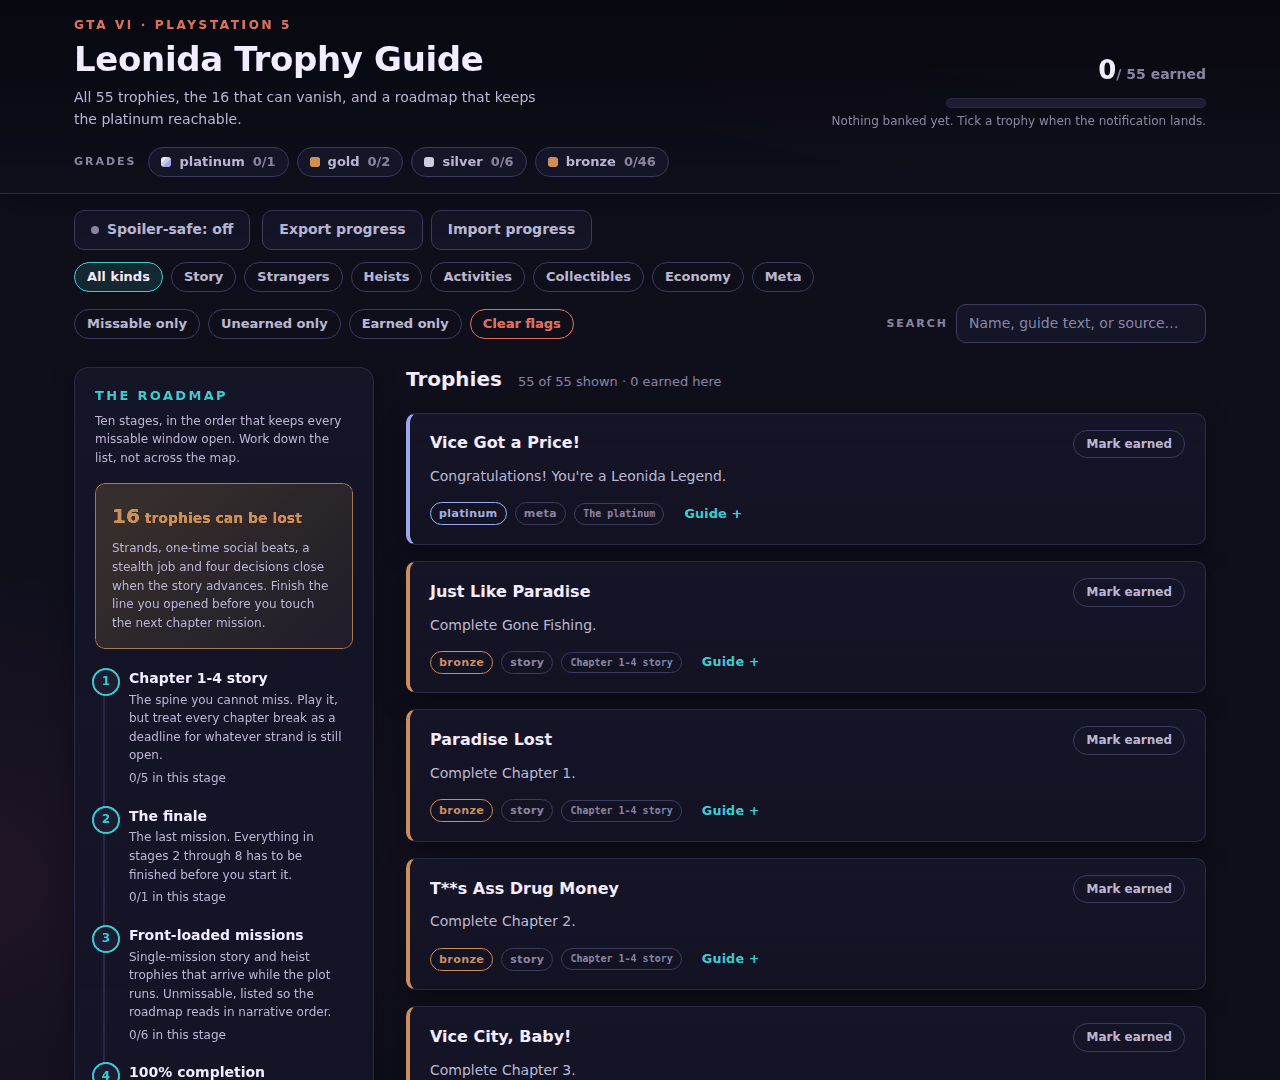 GTA VI · PLAYSTATION 5
Leonida Trophy Guide
All 55 trophies, the 16 that can vanish, and a roadmap that keeps
the platinum reachable.
0/ 55 earned
Nothing banked yet. Tick a trophy when the notification lands.
GRADES platinum 0/1 gold 0/2 silver 0/6 bronze 0/46
Spoiler-safe: off Export progress Import progress
All kinds Story Strangers Heists Activities Collectibles Economy Meta
Missable only Unearned only Earned only Clear flags
SEARCH Name, guide text, or source...
THE ROADMAP
Ten stages, in the order that keeps every
missable window open. Work down the
list, not across the map.
16 trophies can be lost
Strands, one-time social beats, a
stealth job and four decisions close
when the story advances. Finish the
line you opened before you touch
the next chapter mission.
1 Chapter 1-4 story
The spine you cannot miss. Play it,
but treat every chapter break as a
deadline for whatever strand is still
open.
0/5 in this stage
2 The finale
The last mission. Everything in
stages 2 through 8 has to be
finished before you start it.
0/1 in this stage
3 Front-loaded missions
Single-mission story and heist
trophies that arrive while the plot
runs. Unmissable, listed so the
roadmap reads in narrative order.
0/6 in this stage
4 100% completion
Trophies 55 of 55 shown · 0 earned here
Vice Got a Price!
Mark earned
Congratulations! You're a Leonida Legend.
platinum meta The platinum Guide +
Just Like Paradise
Mark earned
Complete Gone Fishing.
bronze story Chapter 1-4 story Guide +
Paradise Lost
Mark earned
Complete Chapter 1.
bronze story Chapter 1-4 story Guide +
T**s Ass Drug Money
Mark earned
Complete Chapter 2.
bronze story Chapter 1-4 story Guide +
Vice City, Baby!
Mark earned
Complete Chapter 3.